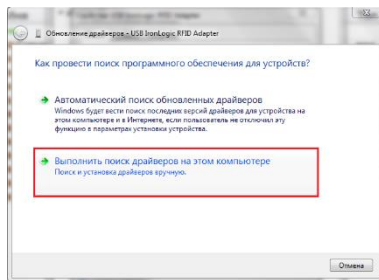 Обновление драйверов - USB IronLogic RFID Adapter
Как провести поиск программного обеспечения для устройств?
Автоматический поиск обновленных драйверов
Windows будет вести поиск последних версий драйверов для устройства на
этом компьютере и в Интернете, если пользователь не отключил эту
функцию в параметрах установки устройства.
Выполнить поиск драйверов на этом компьютере
Поиск и установка драйверов вручную.
Отмена